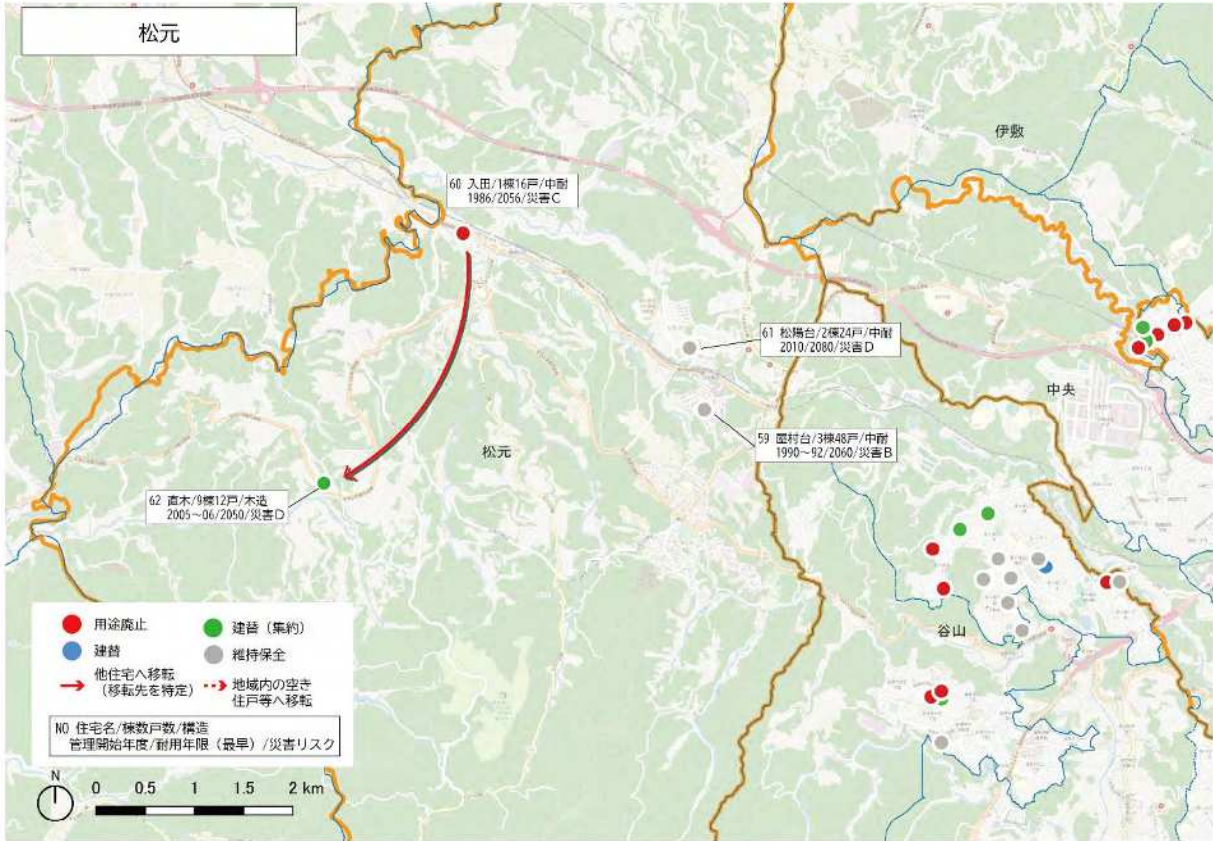 松元
伊敷
60 入田/1棟16戸/中耐
1986/2056/災害C
61 松陽台/2棟24戸/中耐
2010/2080/災害D
中央
59 屋村台/3棟48戸/中耐
1990～92/2060/災害B
松元
62 直木/9棟12戸/木造
2005～06/2050/災害D
谷山
用途廃止
建替（集約）
建替
維持保全
他住宅へ移転
（移転先を特定）
地域内の空き
住戸等へ移転
NO 住宅名/棟数戸数/構造
管理開始年度/耐用年限（最早）/災害リスク
N
0 0.5 1 1.5 2 km